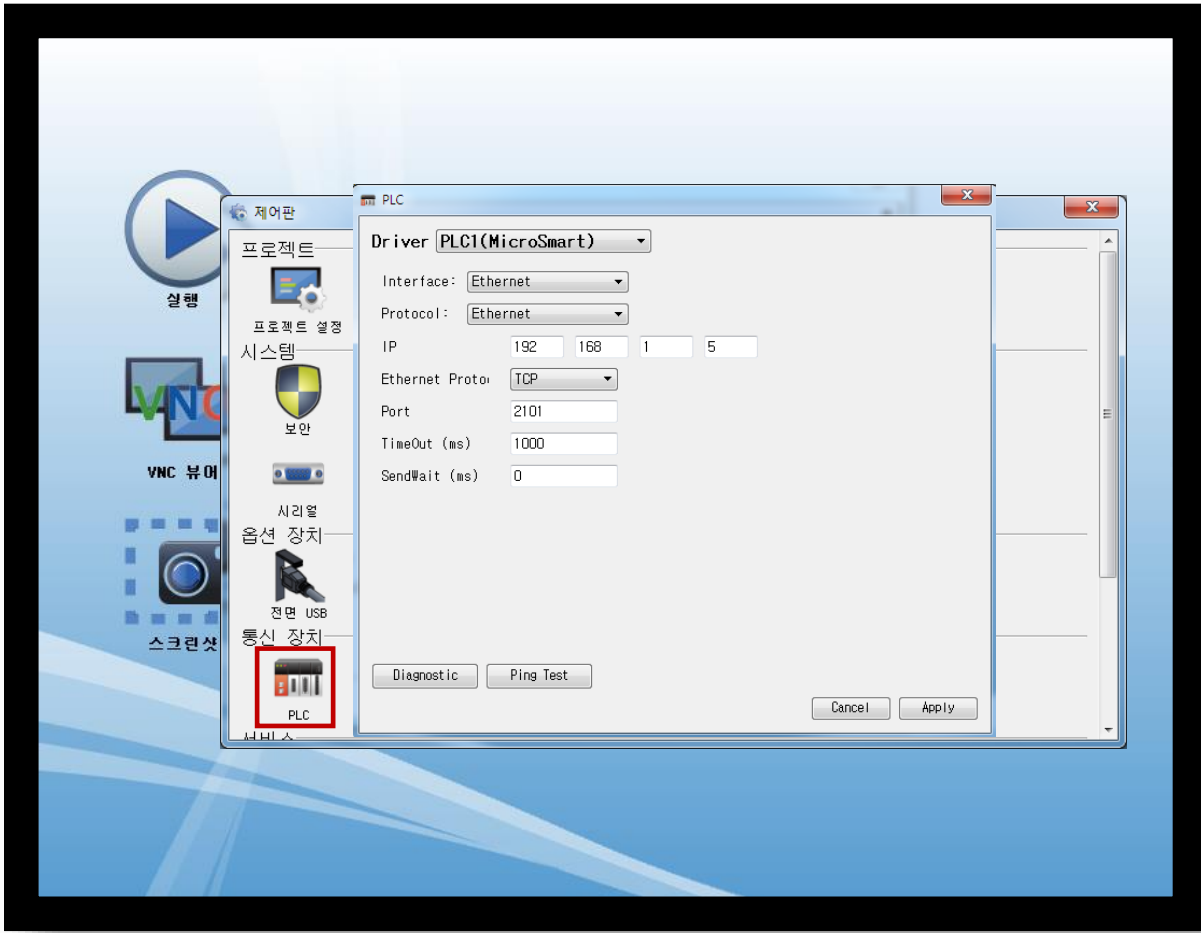 실행
VNC 뷰어
스크린샷
제어판
프로젝트
프로젝트 설정
시스템
보안
시리얼
옵션 장치
전면 USB
통신 장치
PLC
서비스
PLC
Driver PLC1(MicroSmart)
Interface: Ethernet
Protocol: Ethernet
IP 192 168 1 5
Ethernet Proto
TCP
Port 2101
TimeOut (ms) 1000
SendWait (ms) 0
Diagnostic Ping Test
Cancel Apply